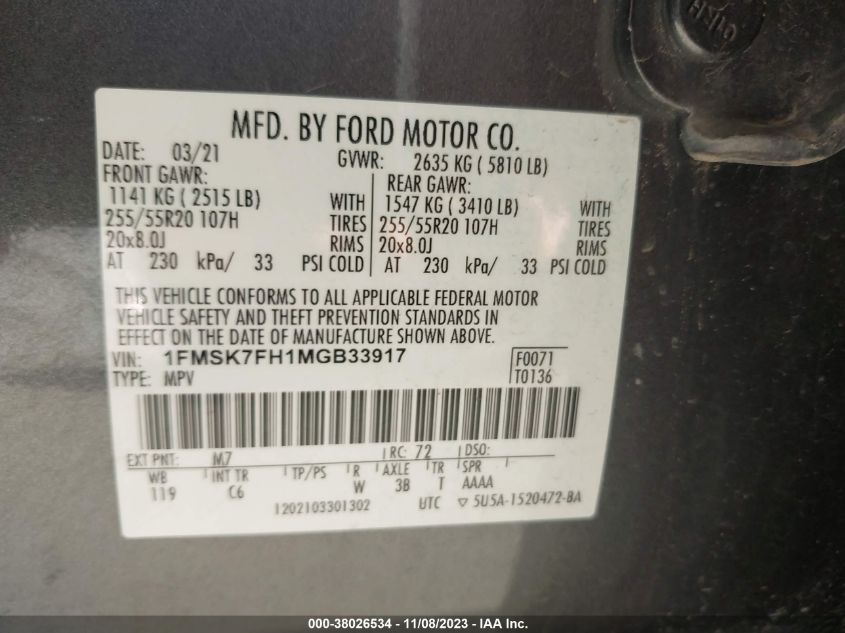 MFD. BY FORD MOTOR CO.
DATE: 03/21
GVWR: 2635 KG ( 5810 LB)
FRONT GAWR:
1141 KG ( 2515 LB) WITH
255/55R20 107H TIRES
20x8.0J RIMS
AT 230 kPa/ 33 PSI COLD
REAR GAWR:
1547 KG (3410 LB) WITH
255/55R20 107H TIRES
20x8.0J RIMS
AT 230 kPa/ 33 PSI COLD
THIS VEHICLE CONFORMS TO ALL APPLICABLE FEDERAL MOTOR
VEHICLE SAFETY AND THEFT PREVENTION STANDARDS IN
EFFECT ON THE DATE OF MANUFACTURE SHOWN ABOVE.
VIN: 1FMSK7FH1MGB33917 F0071
TYPE: MPV T0136
EXT PNT: M7 RC: 72 DSO:
WB INT TR TP/PS R AXLE TR SPR
119 C6 W 3B T AAAA
1202103301302 UTC ▽ 5U5A-1520472-BA
000-38026534 - 11/08/2023 - IAA Inc.